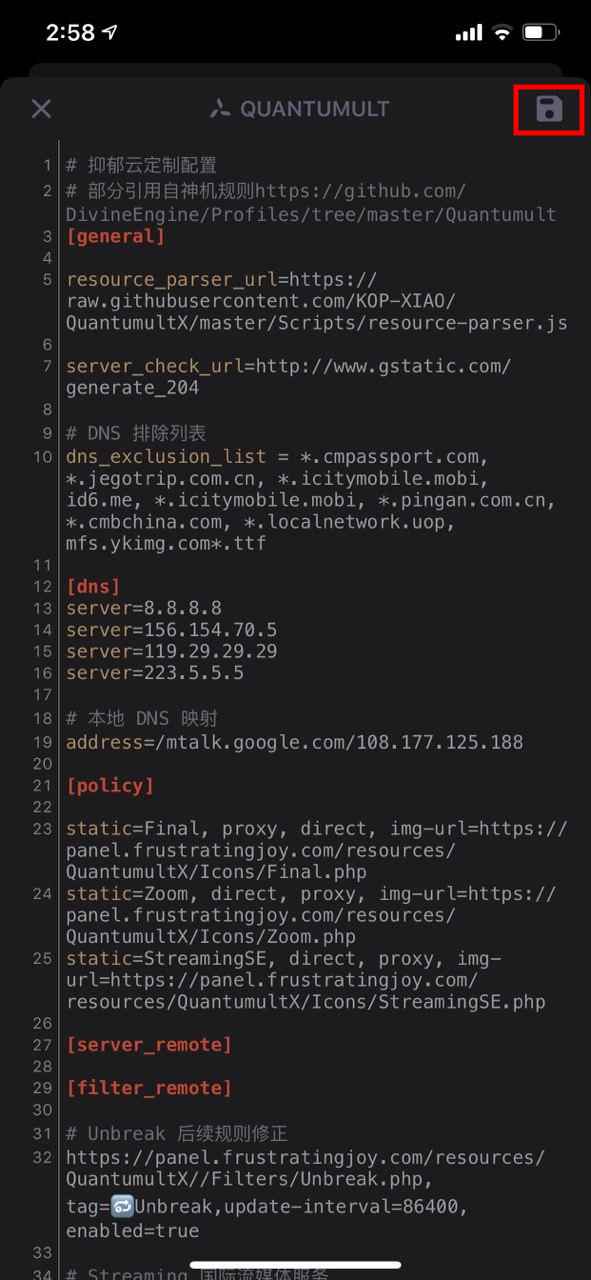 2:58
QUANTUMULT
1 # 抑郁云定制配置
2 # 部分引用自神机规则https://github.com/
DivineEngine/Profiles/tree/master/Quantumult
3 [general]
4
5 resource_parser_url=https://
raw.githubusercontent.com/KOP-XIAO/
QuantumultX/master/Scripts/resource-parser.js
6
7 server_check_url=http://www.gstatic.com/
generate_204
8
9 # DNS 排除列表
10 dns_exclusion_list = *.cmpassport.com,
*.jegotrip.com.cn, *.icitymobile.mobi,
id6.me, *.icitymobile.mobi, *.pingan.com.cn,
*.cmbchina.com, *.localnetwork.uop,
mfs.ykimg.com*.ttf
11
12 [dns]
13 server=8.8.8.8
14 server=156.154.70.5
15 server=119.29.29.29
16 server=223.5.5.5
17
18 # 本地 DNS 映射
19 address=/mtalk.google.com/108.177.125.188
20
21 [policy]
22
23 static=Final, proxy, direct, img-url=https://
panel.frustratingjoy.com/resources/
QuantumultX/Icons/Final.php
24 static=Zoom, direct, proxy, img-url=https://
panel.frustratingjoy.com/resources/
QuantumultX/Icons/Zoom.php
25 static=StreamingSE, direct, proxy, img-
url=https://panel.frustratingjoy.com/
resources/QuantumultX/Icons/StreamingSE.php
26
27 [server_remote]
28
29 [filter_remote]
30
31 # Unbreak 后续规则修正
32 https://panel.frustratingjoy.com/resources/
QuantumultX//Filters/Unbreak.php,
tag=🔁Unbreak,update-interval=86400,
enabled=true
33
34 # Streaming 国际流媒体服务